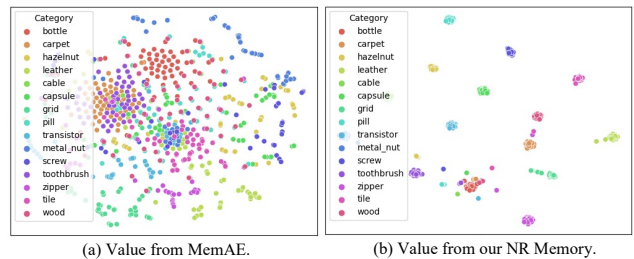 Category
bottle
carpet
hazelnut
leather
cable
capsule
grid
pill
transistor
metal_nut
screw
toothbrush
zipper
tile
wood
Category
bottle
carpet
hazelnut
leather
cable
capsule
grid
pill
transistor
metal_nut
screw
toothbrush
zipper
tile
wood
(a) Value from MemAE.
(b) Value from our NR Memory.